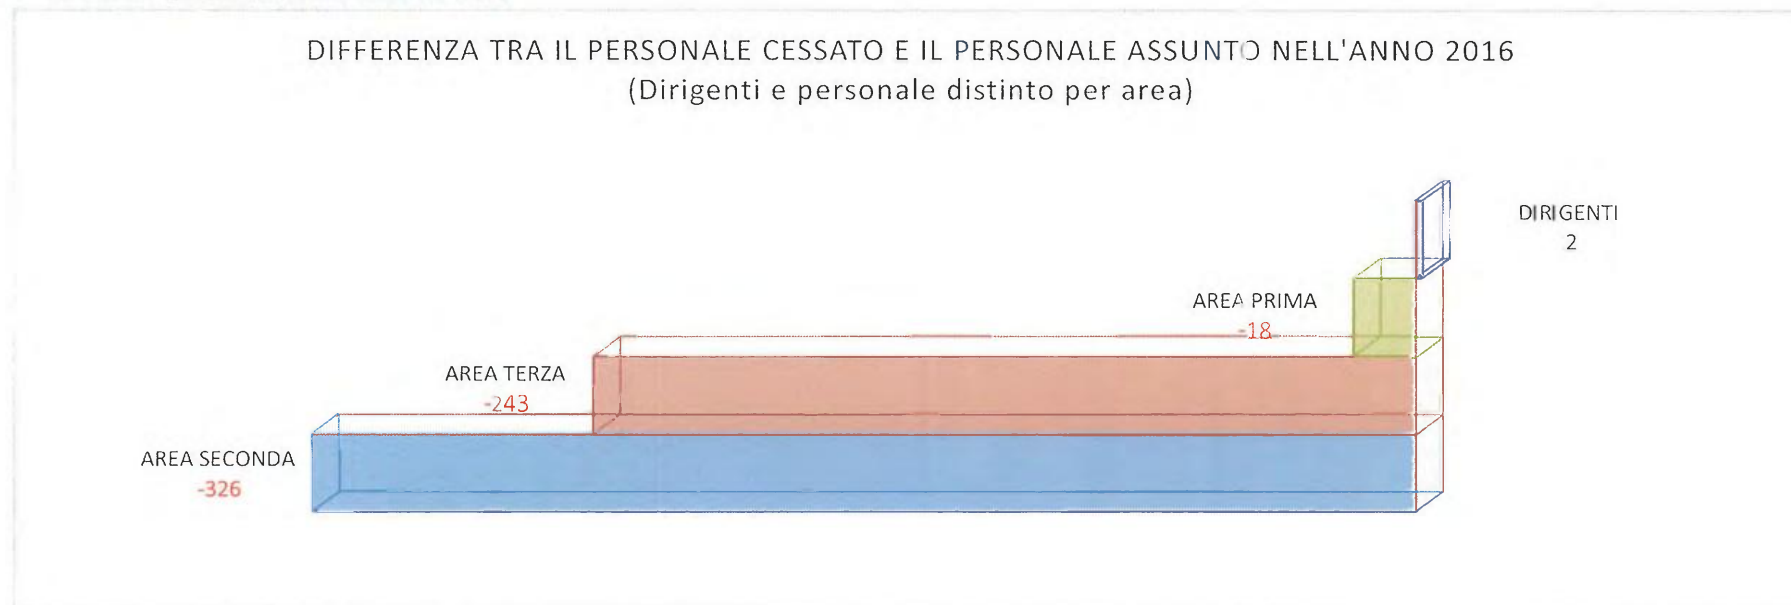 DIFFERENZA TRA IL PERSONALE CESSATO E IL PERSONALE ASSUNTO NELL'ANNO 2016
(Dirigenti e personale distinto per area)
DIRIGENTI
2
AREA PRIMA
-18
AREA TERZA
-243
AREA SECONDA
-326